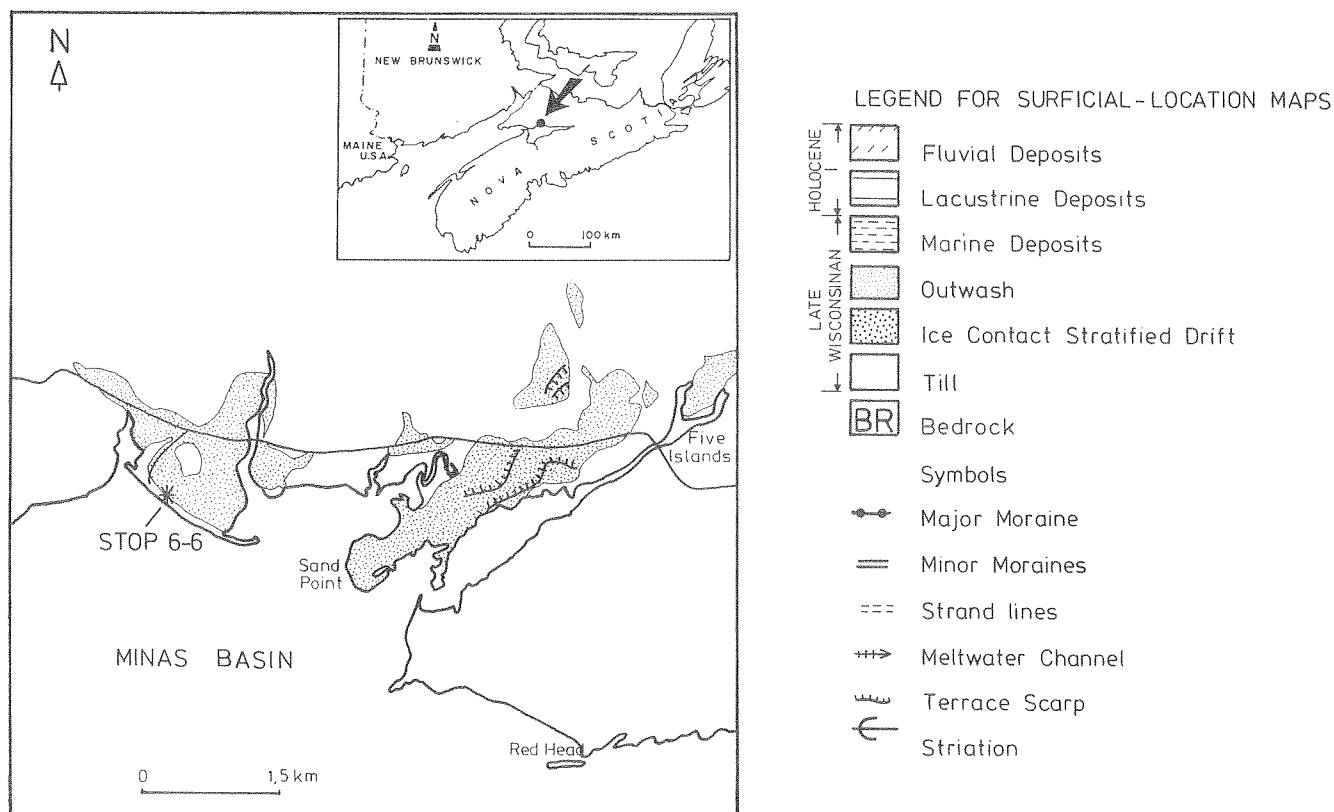 N
N
NEW BRUNSWICK
MAINE
U.S.A.
NOVA SCOTIA
0 100 km
Five
Islands
STOP 6-6
Sand
Point
MINAS BASIN
Red Head
0 1,5 km
LEGEND FOR SURFICIAL-LOCATION MAPS
HOLOCENE
Fluvial Deposits
Lacustrine Deposits
LATE
WISCONSINAN
Marine Deposits
Outwash
Ice Contact Stratified Drift
Till
BR Bedrock
Symbols
Major Moraine
Minor Moraines
Strand lines
Meltwater Channel
Terrace Scarp
Striation